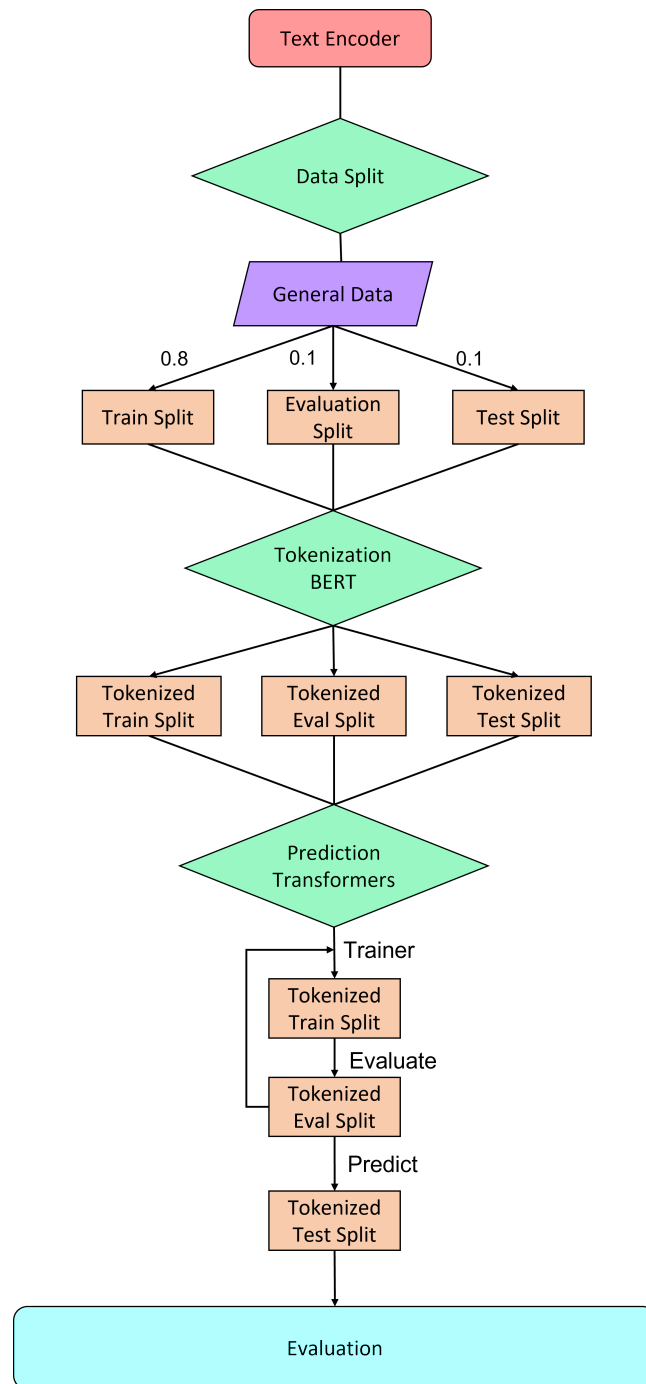 Text Encoder
Data Split
General Data
0.8
0.1
0.1
Train Split
Evaluation
Split
Test Split
Tokenization
BERT
Tokenized
Train Split
Tokenized
Eval Split
Tokenized
Test Split
Prediction
Transformers
Trainer
Tokenized
Train Split
Evaluate
Tokenized
Eval Split
Predict
Tokenized
Test Split
Evaluation